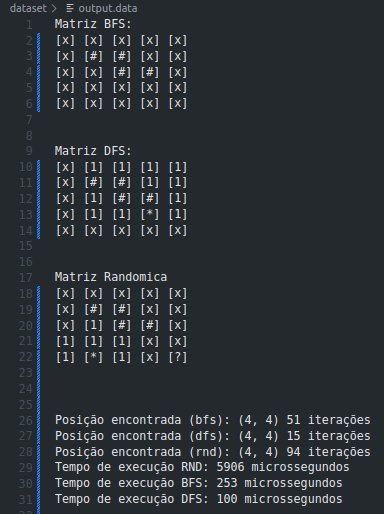 dataset > output.data
1 Matriz BFS:
2 [x] [x] [x] [x] [x]
3 [x] [#] [#] [x] [x]
4 [x] [x] [#] [#] [x]
5 [x] [x] [x] [x] [x]
6 [x] [x] [x] [x] [x]
7
8
9 Matriz DFS:
10 [x] [1] [1] [1] [1]
11 [x] [#] [#] [1] [1]
12 [x] [1] [#] [#] [1]
13 [x] [1] [1] [*] [1]
14 [x] [x] [x] [x] [x]
15
16
17 Matriz Randomica
18 [x] [x] [x] [x] [x]
19 [x] [#] [#] [x] [x]
20 [x] [1] [#] [#] [x]
21 [1] [1] [1] [x] [x]
22 [1] [*] [1] [x] [?]
23
24
25
26 Posição encontrada (bfs): (4, 4) 51 iterações
27 Posição encontrada (dfs): (4, 4) 15 iterações
28 Posição encontrada (rnd): (4, 4) 94 iterações
29 Tempo de execução RND: 5906 microssegundos
30 Tempo de execução BFS: 253 microssegundos
31 Tempo de execução DFS: 100 microssegundos